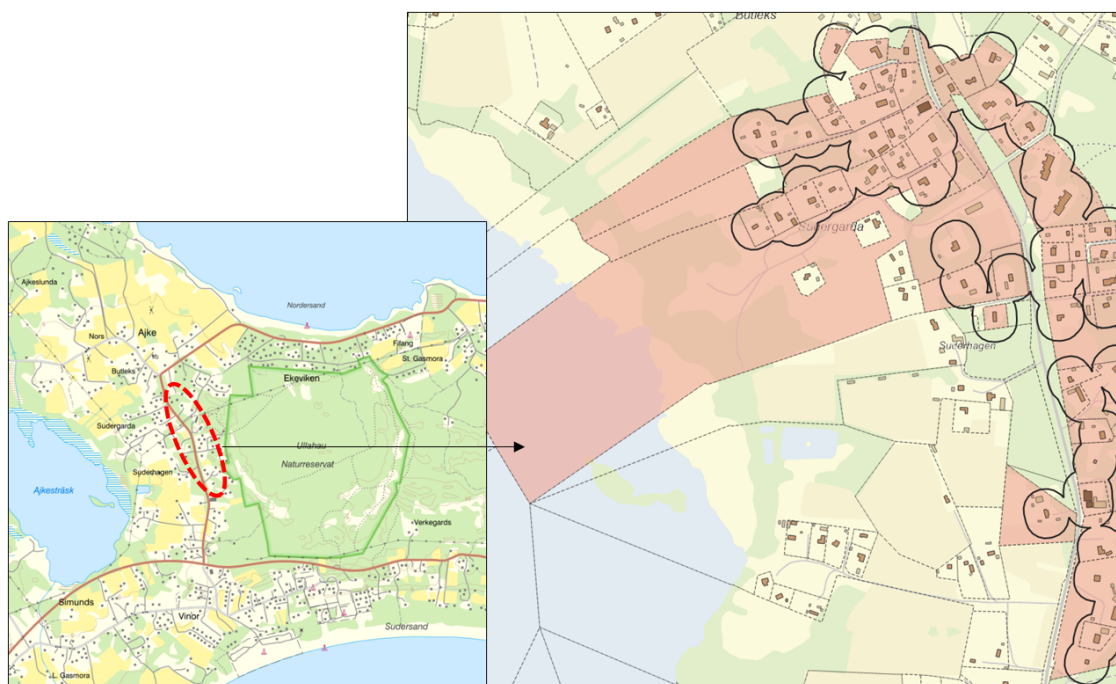 Butleks
Sudergarda
Suderhagen
Nordersand
Ajkeslunda
Ajke
Nors
Filang
St. Gasmora
Butleks
Ekeviken
Sudergarda
Ullahau
Naturreservat
Suderhagen
Ajkesträsk
Verkegards
Simunds
Vinor
Sudersand
L. Gasmora